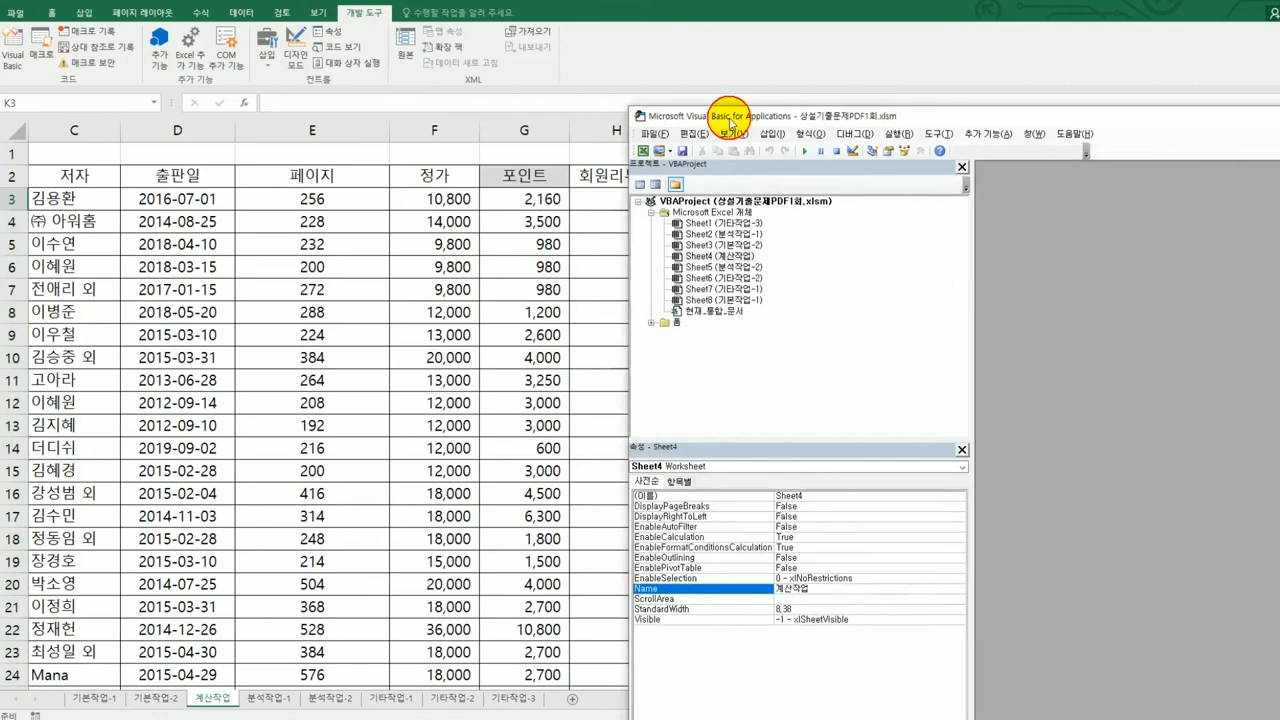 파일 홈 삽입 페이지 레이아웃 수식 데이터 검토 보기 개발 도구 수행할 작업을 알려 주세요.
Visual Basic
매크로
매크로 기록
상대 참조로 기록
매크로 보안
코드
추가 기능
Excel 추가 기능
COM 추가 기능
추가 기능
삽입
디자인 모드
속성
코드 보기
대화 상자 실행
컨트롤
원본
맵 속성
확장 팩
데이터 새로 고침
가져오기
내보내기
XML
K3
fx
C D E F G H
1
2 저자 출판일 페이지 정가 포인트
3 김용환 2016-07-01 256 10,800 2,160
4 ㈜ 아워홈 2014-08-25 228 14,000 3,500
5 이수연 2018-04-10 232 9,800 980
6 이혜원 2018-03-15 200 9,800 980
7 전애리 외 2017-01-15 272 9,800 980
8 이병준 2018-05-20 288 12,000 1,200
9 이우철 2015-03-10 224 13,000 2,600
10 김승중 외 2015-03-31 384 20,000 4,000
11 고아라 2013-06-28 264 13,000 3,250
12 이혜원 2012-09-14 208 12,000 3,000
13 김지혜 2012-09-10 192 12,000 3,000
14 더디쉬 2019-09-02 216 12,000 600
15 김혜경 2015-02-28 200 12,000 3,000
16 강성범 외 2015-02-04 416 18,000 4,500
17 김수민 2014-11-03 314 18,000 6,300
18 정동임 외 2015-02-28 248 18,000 1,800
19 장경호 2015-03-10 214 15,000 1,500
20 박소영 2014-07-25 504 20,000 4,000
21 이정희 2015-03-31 368 18,000 2,700
22 정재헌 2014-12-26 528 36,000 10,800
23 최성일 외 2015-04-30 384 18,000 2,700
24 Mana 2015-04-29 576 18,000 2,700
기본작업-1 기본작업-2 계산작업 분석작업-1 분석작업-2 기타작업-1 기타작업-2 기타작업-3
준비
Microsoft Visual Basic for Applications - 상설기출문제PDF1회.xlsm
파일(F) 편집(E) 보기(V) 삽입(I) 형식(O) 디버그(D) 실행(R) 도구(T) 추가 기능(A) 창(W) 도움말(H)
프로젝트 - VBAProject
VBAProject (상설기출문제PDF1회.xlsm)
Microsoft Excel 개체
Sheet1 (기타작업-3)
Sheet2 (분석작업-1)
Sheet3 (기본작업-2)
Sheet4 (계산작업)
Sheet5 (분석작업-2)
Sheet6 (기타작업-2)
Sheet7 (기타작업-1)
Sheet8 (기본작업-1)
현재_통합_문서
폼
속성 - Sheet4
Sheet4 Worksheet
사전순 항목별
(이름) Sheet4
DisplayPageBreaks False
DisplayRightToLeft False
EnableAutoFilter False
EnableCalculation True
EnableFormatConditionsCalculation True
EnableOutlining False
EnablePivotTable False
EnableSelection 0 - xlNoRestrictions
Name 계산작업
ScrollArea
StandardWidth 8,38
Visible -1 - xlSheetVisible